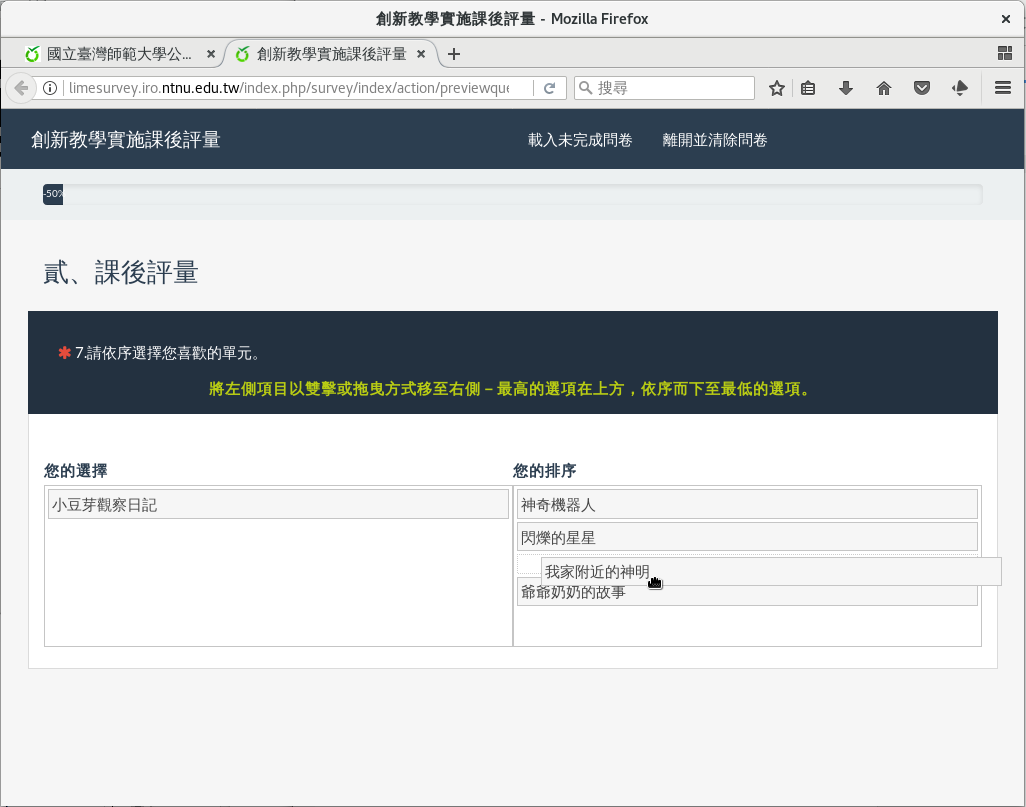 創新教學實施課後評量 - Mozilla Firefox
國立臺灣師範大學公...
創新教學實施課後評量
limesurvey.iro.ntnu.edu.tw/index.php/survey/index/action/previewque
搜尋
創新教學實施課後評量
載入未完成問卷
離開並清除問卷
-50%
貳、課後評量
✱ 7.請依序選擇您喜歡的單元。
將左側項目以雙擊或拖曳方式移至右側 – 最高的選項在上方，依序而下至最低的選項。
您的選擇
您的排序
小豆芽觀察日記
神奇機器人
閃爍的星星
我家附近的神明
爺爺奶奶的故事